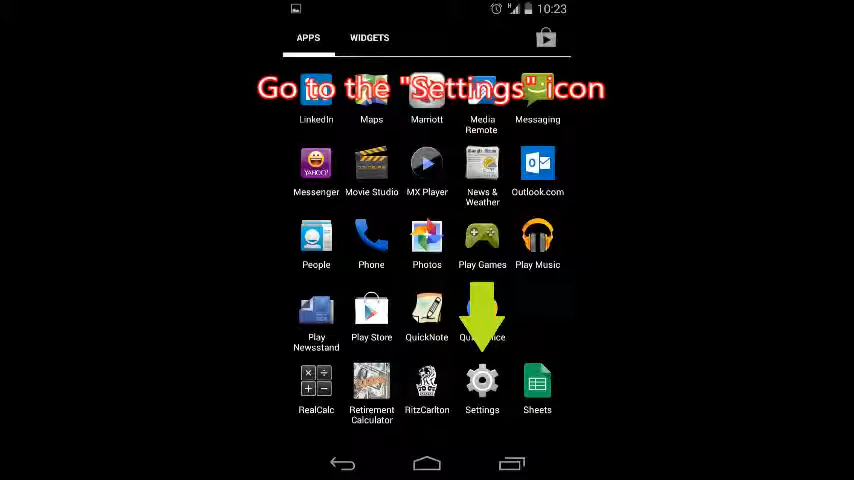 H 10:23
APPS WIDGETS
Go to the "Settings" icon
LinkedIn Maps Marriott Media Remote Messaging
YAHOO!
Messenger Movie Studio MX Player News & Weather Outlook.com
People Phone Photos Play Games Play Music
Play Newsstand Play Store QuickNote
RealCalc Retirement Calculator RitzCarlton Settings Sheets